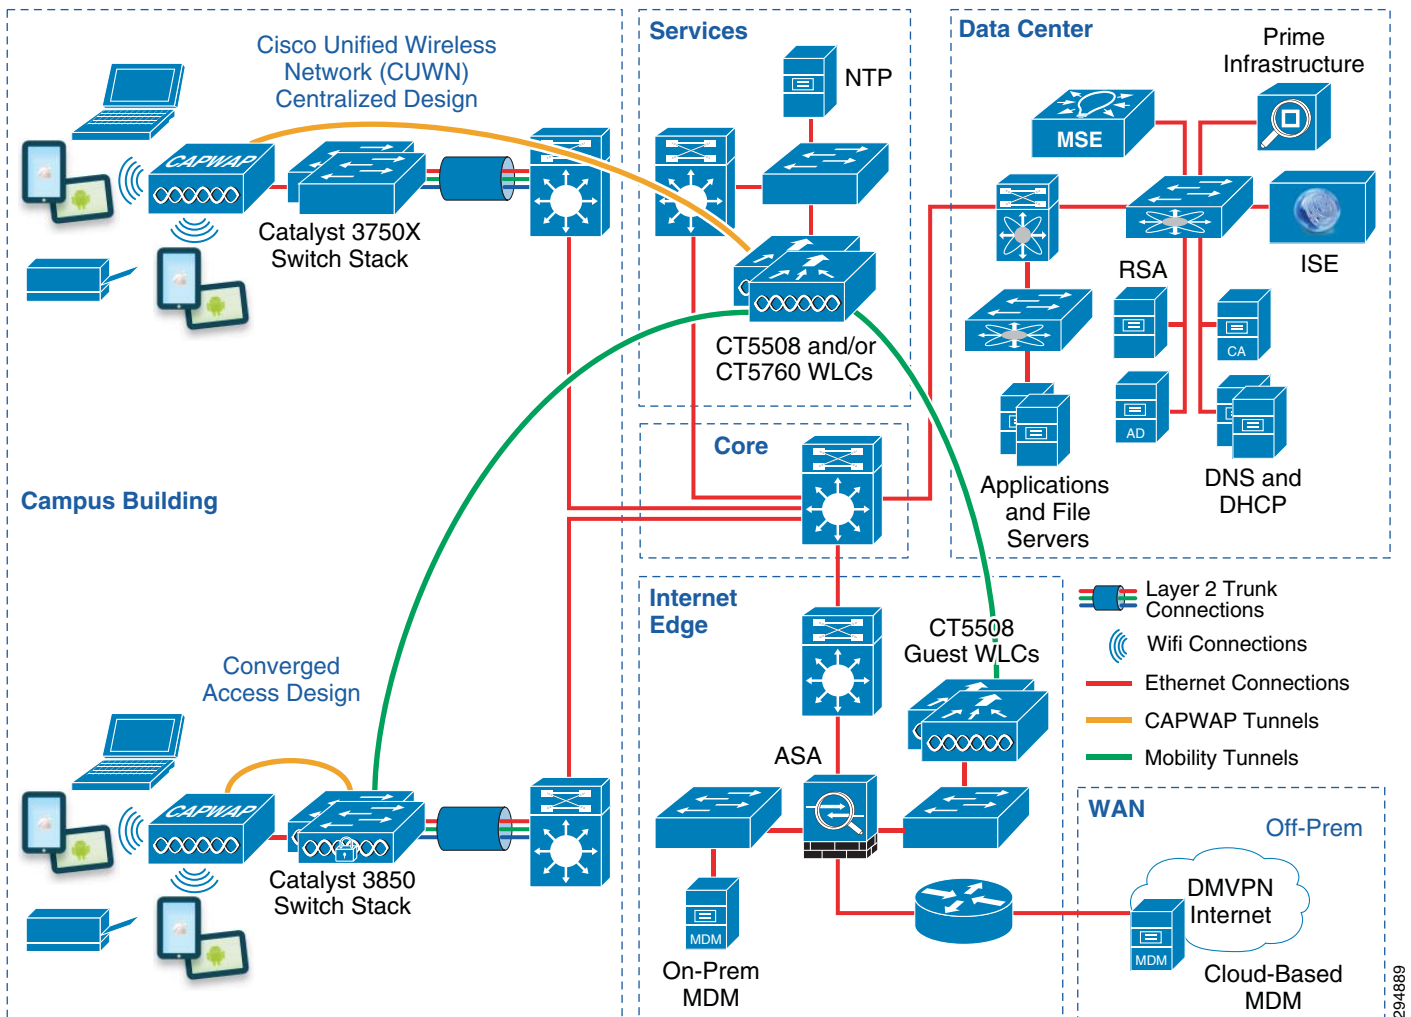 Cisco Unified Wireless
Network (CUWN)
Centralized Design
CAPWAP
Catalyst 3750X
Switch Stack
Campus Building
Converged
Access Design
CAPWAP
Catalyst 3850
Switch Stack
Services
NTP
CT5508 and/or
CT5760 WLCs
Core
Data Center
Prime
Infrastructure
MSE
ISE
RSA
CA
AD
Applications
and File
Servers
DNS and
DHCP
Internet
Edge
CT5508
Guest WLCs
ASA
MDM
On-Prem
MDM
Layer 2 Trunk
Connections
Wifi Connections
Ethernet Connections
CAPWAP Tunnels
Mobility Tunnels
WAN
Off-Prem
DMVPN
Internet
MDM
Cloud-Based
MDM
294889